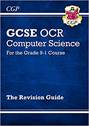 CGP
GCSE OCR
Computer Science
For the Grade 9-1 Course
The Revision Guide